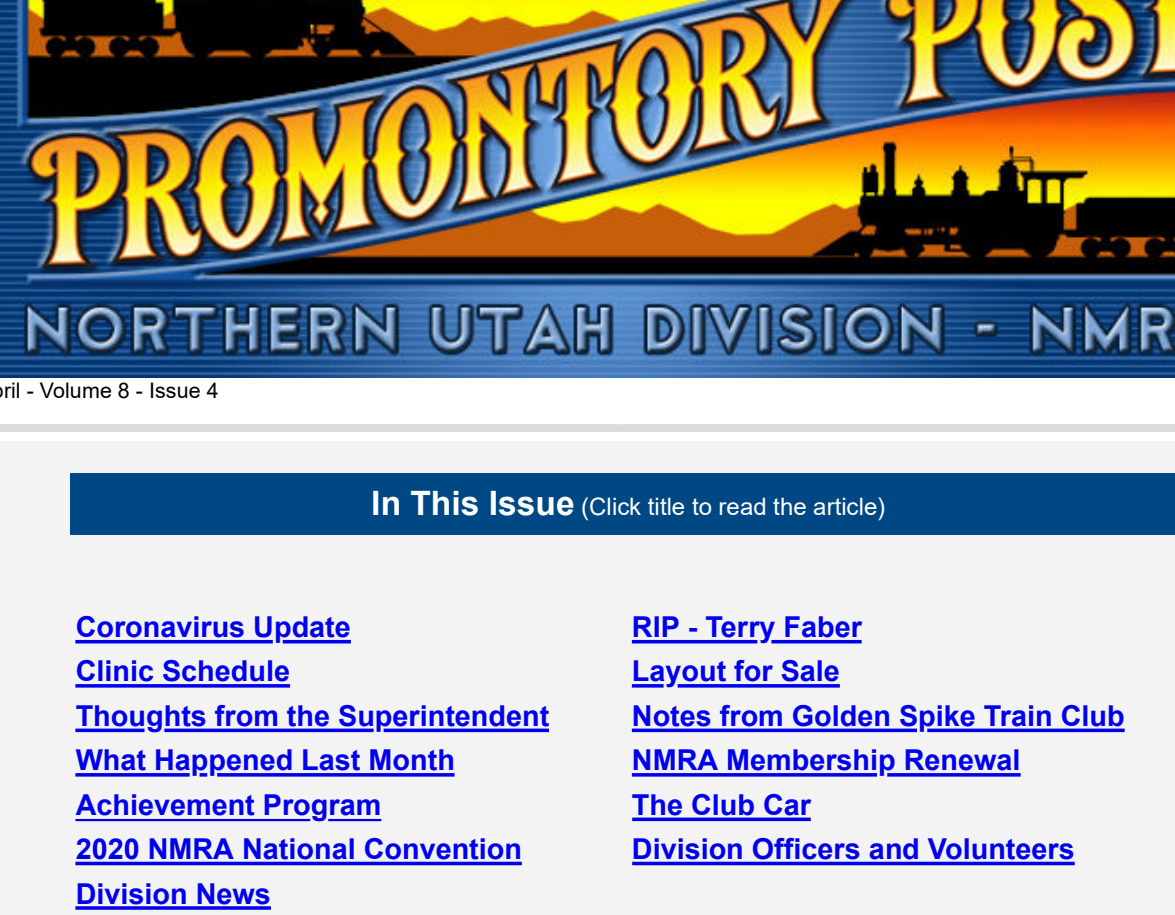 PROMONTORY POST
NORTHERN UTAH DIVISION - NMR
ril - Volume 8 - Issue 4
In This Issue (Click title to read the article)
Coronavirus Update
Clinic Schedule
Thoughts from the Superintendent
What Happened Last Month
Achievement Program
2020 NMRA National Convention
Division News
RIP - Terry Faber
Layout for Sale
Notes from Golden Spike Train Club
NMRA Membership Renewal
The Club Car
Division Officers and Volunteers